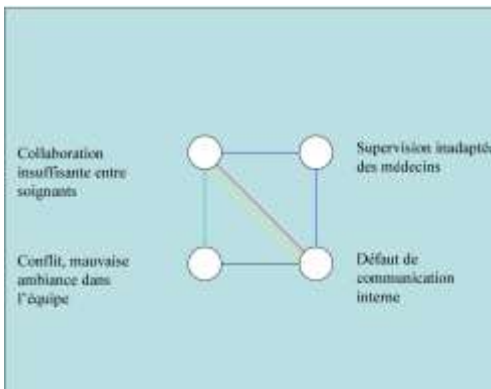 Collaboration
insuffisante entre
soignants
Supervision inadaptée
des médecins
Conflit, mauvaise
ambiance dans
l'équipe
Défaut de
communication
interne